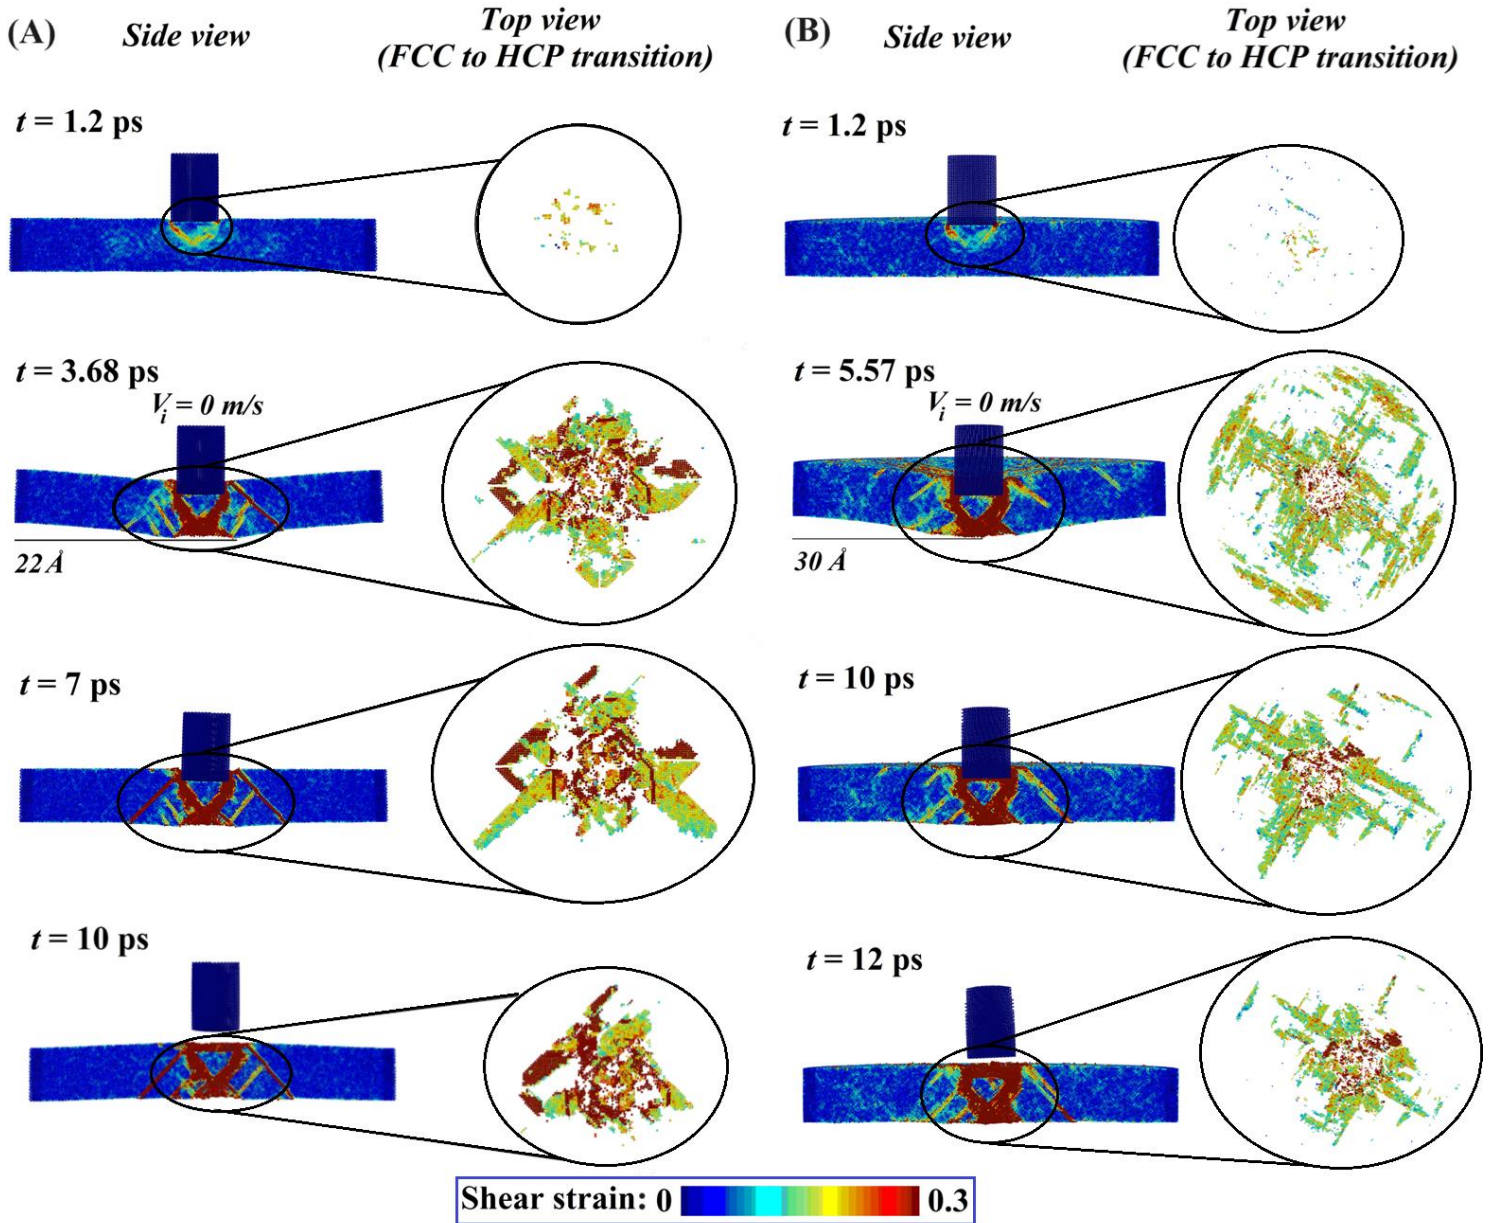 (A)
Side view
Top view
(FCC to HCP transition)
t = 1.2 ps
t = 3.68 ps
Vi = 0 m/s
22 Å
t = 7 ps
t = 10 ps
(B)
Side view
Top view
(FCC to HCP transition)
t = 1.2 ps
t = 5.57 ps
Vi = 0 m/s
30 Å
t = 10 ps
t = 12 ps
Shear strain: 0 0.3